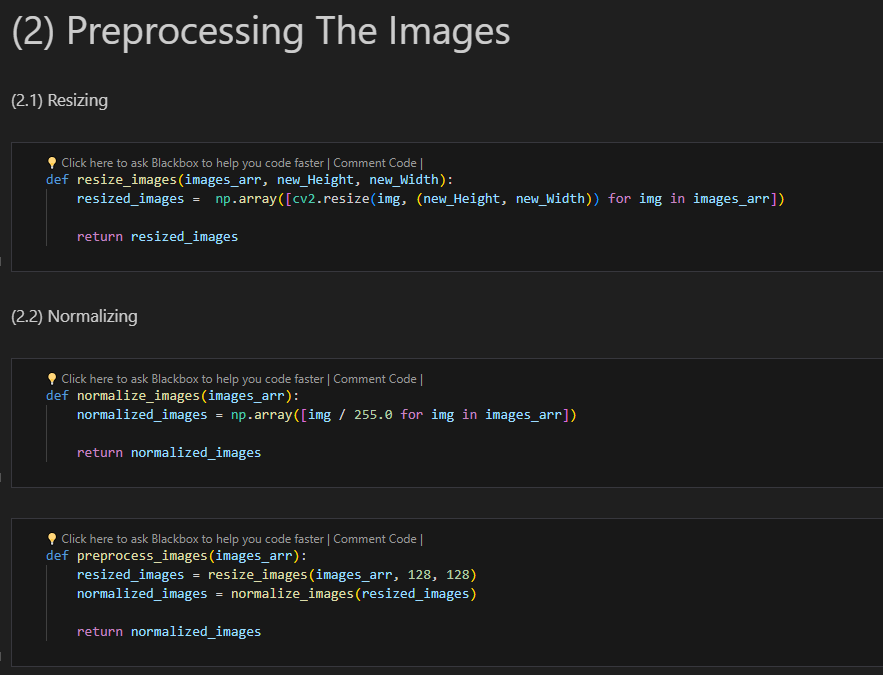 (2) Preprocessing The Images
(2.1) Resizing
Click here to ask Blackbox to help you code faster | Comment Code |
def resize_images(images_arr, new_Height, new_Width):
    resized_images =  np.array([cv2.resize(img, (new_Height, new_Width)) for img in images_arr])
    return resized_images
(2.2) Normalizing
Click here to ask Blackbox to help you code faster | Comment Code |
def normalize_images(images_arr):
    normalized_images = np.array([img / 255.0 for img in images_arr])
    return normalized_images
Click here to ask Blackbox to help you code faster | Comment Code |
def preprocess_images(images_arr):
    resized_images = resize_images(images_arr, 128, 128)
    normalized_images = normalize_images(resized_images)
    return normalized_images